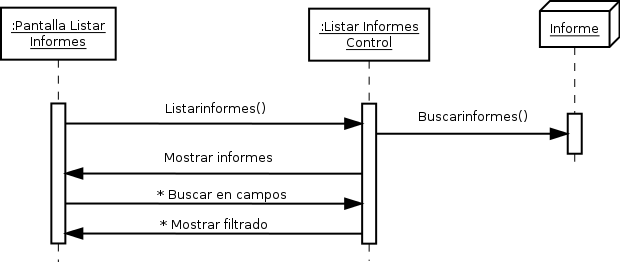 :Pantalla Listar
Informes
:Listar Informes
Control
Informe
Listarinformes()
Buscarinformes()
Mostrar informes
* Buscar en campos
* Mostrar filtrado